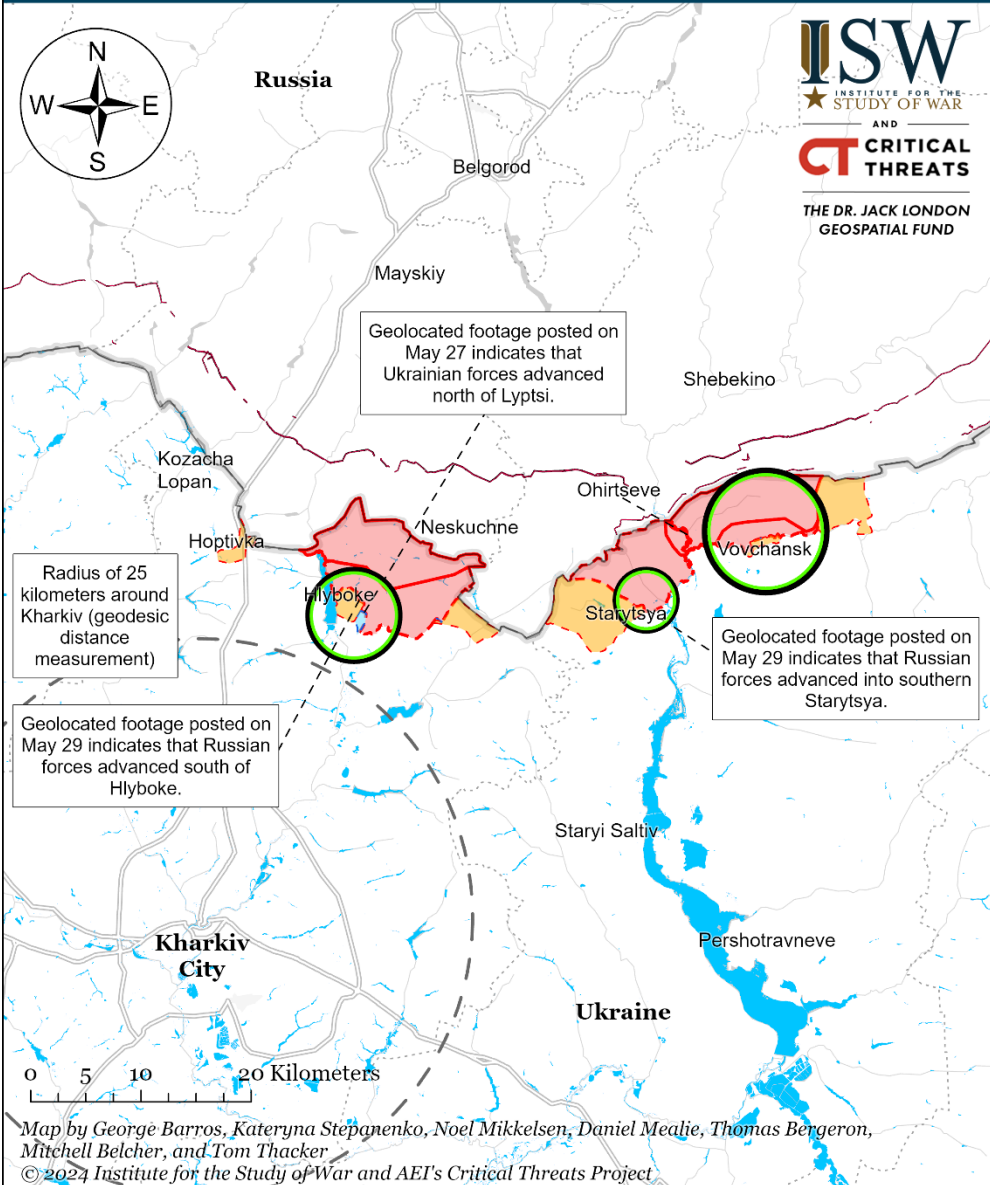 N
W
E
S
Russia
ISW
INSTITUTE FOR THE
STUDY OF WAR
AND
CT CRITICAL
THREATS
THE DR. JACK LONDON
GEOSPATIAL FUND
Belgorod
Mayskiy
Geolocated footage posted on
May 27 indicates that
Ukrainian forces advanced
north of Lyptsi.
Shebekino
Kozacha
Lopan
Ohirtseve
Neskuchne
Hoptivka
Vovchansk
Radius of 25
kilometers around
Kharkiv (geodesic
distance
measurement)
Hlyboke
Starytsya
Geolocated footage posted on
May 29 indicates that Russian
forces advanced into southern
Starytsya.
Geolocated footage posted on
May 29 indicates that Russian
forces advanced south of
Hlyboke.
Staryi Saltiv
Kharkiv
City
Pershotravneve
Ukraine
0 5 10 20 Kilometers
Map by George Barros, Kateryna Stepanenko, Noel Mikkelsen, Daniel Mealie, Thomas Bergeron,
Mitchell Belcher, and Tom Thacker
© 2024 Institute for the Study of War and AEI's Critical Threats Project